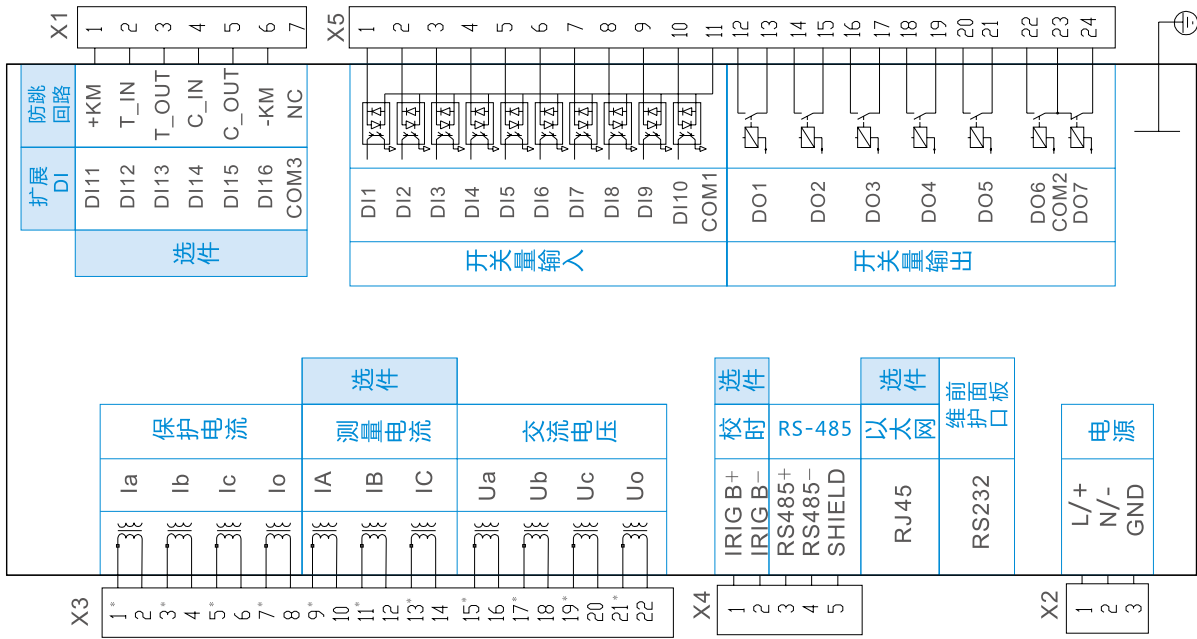 X1
1
2
3
4
5
6
7
防跳
回路
+KM
T_IN
T_OUT
C_IN
C_OUT
-KM
NC
扩展
DI
DI11
DI12
DI13
DI14
DI15
DI16
COM3
选件
X5
1
2
3
4
5
6
7
8
9
10
11
12
13
14
15
16
17
18
19
20
21
22
23
24
DI1
DI2
DI3
DI4
DI5
DI6
DI7
DI8
DI9
DI10
COM1
DO1
DO2
DO3
DO4
DO5
DO6
COM2
DO7
开关量输入
开关量输出
选件
保护电流
测量电流
交流电压
Ia
Ib
Ic
Io
IA
IB
IC
Ua
Ub
Uc
Uo
X3
1*
2
3*
4
5*
6
7*
8
9*
10
11*
12
13*
14
15*
16
17*
18
19*
20
21*
22
选件
校时
RS-485
选件
以太网
前面板
维护口
IRIG B+
IRIG B-
RS485+
RS485-
SHIELD
RJ45
RS232
X4
1
2
3
4
5
电源
L/+
N/-
GND
X2
1
2
3